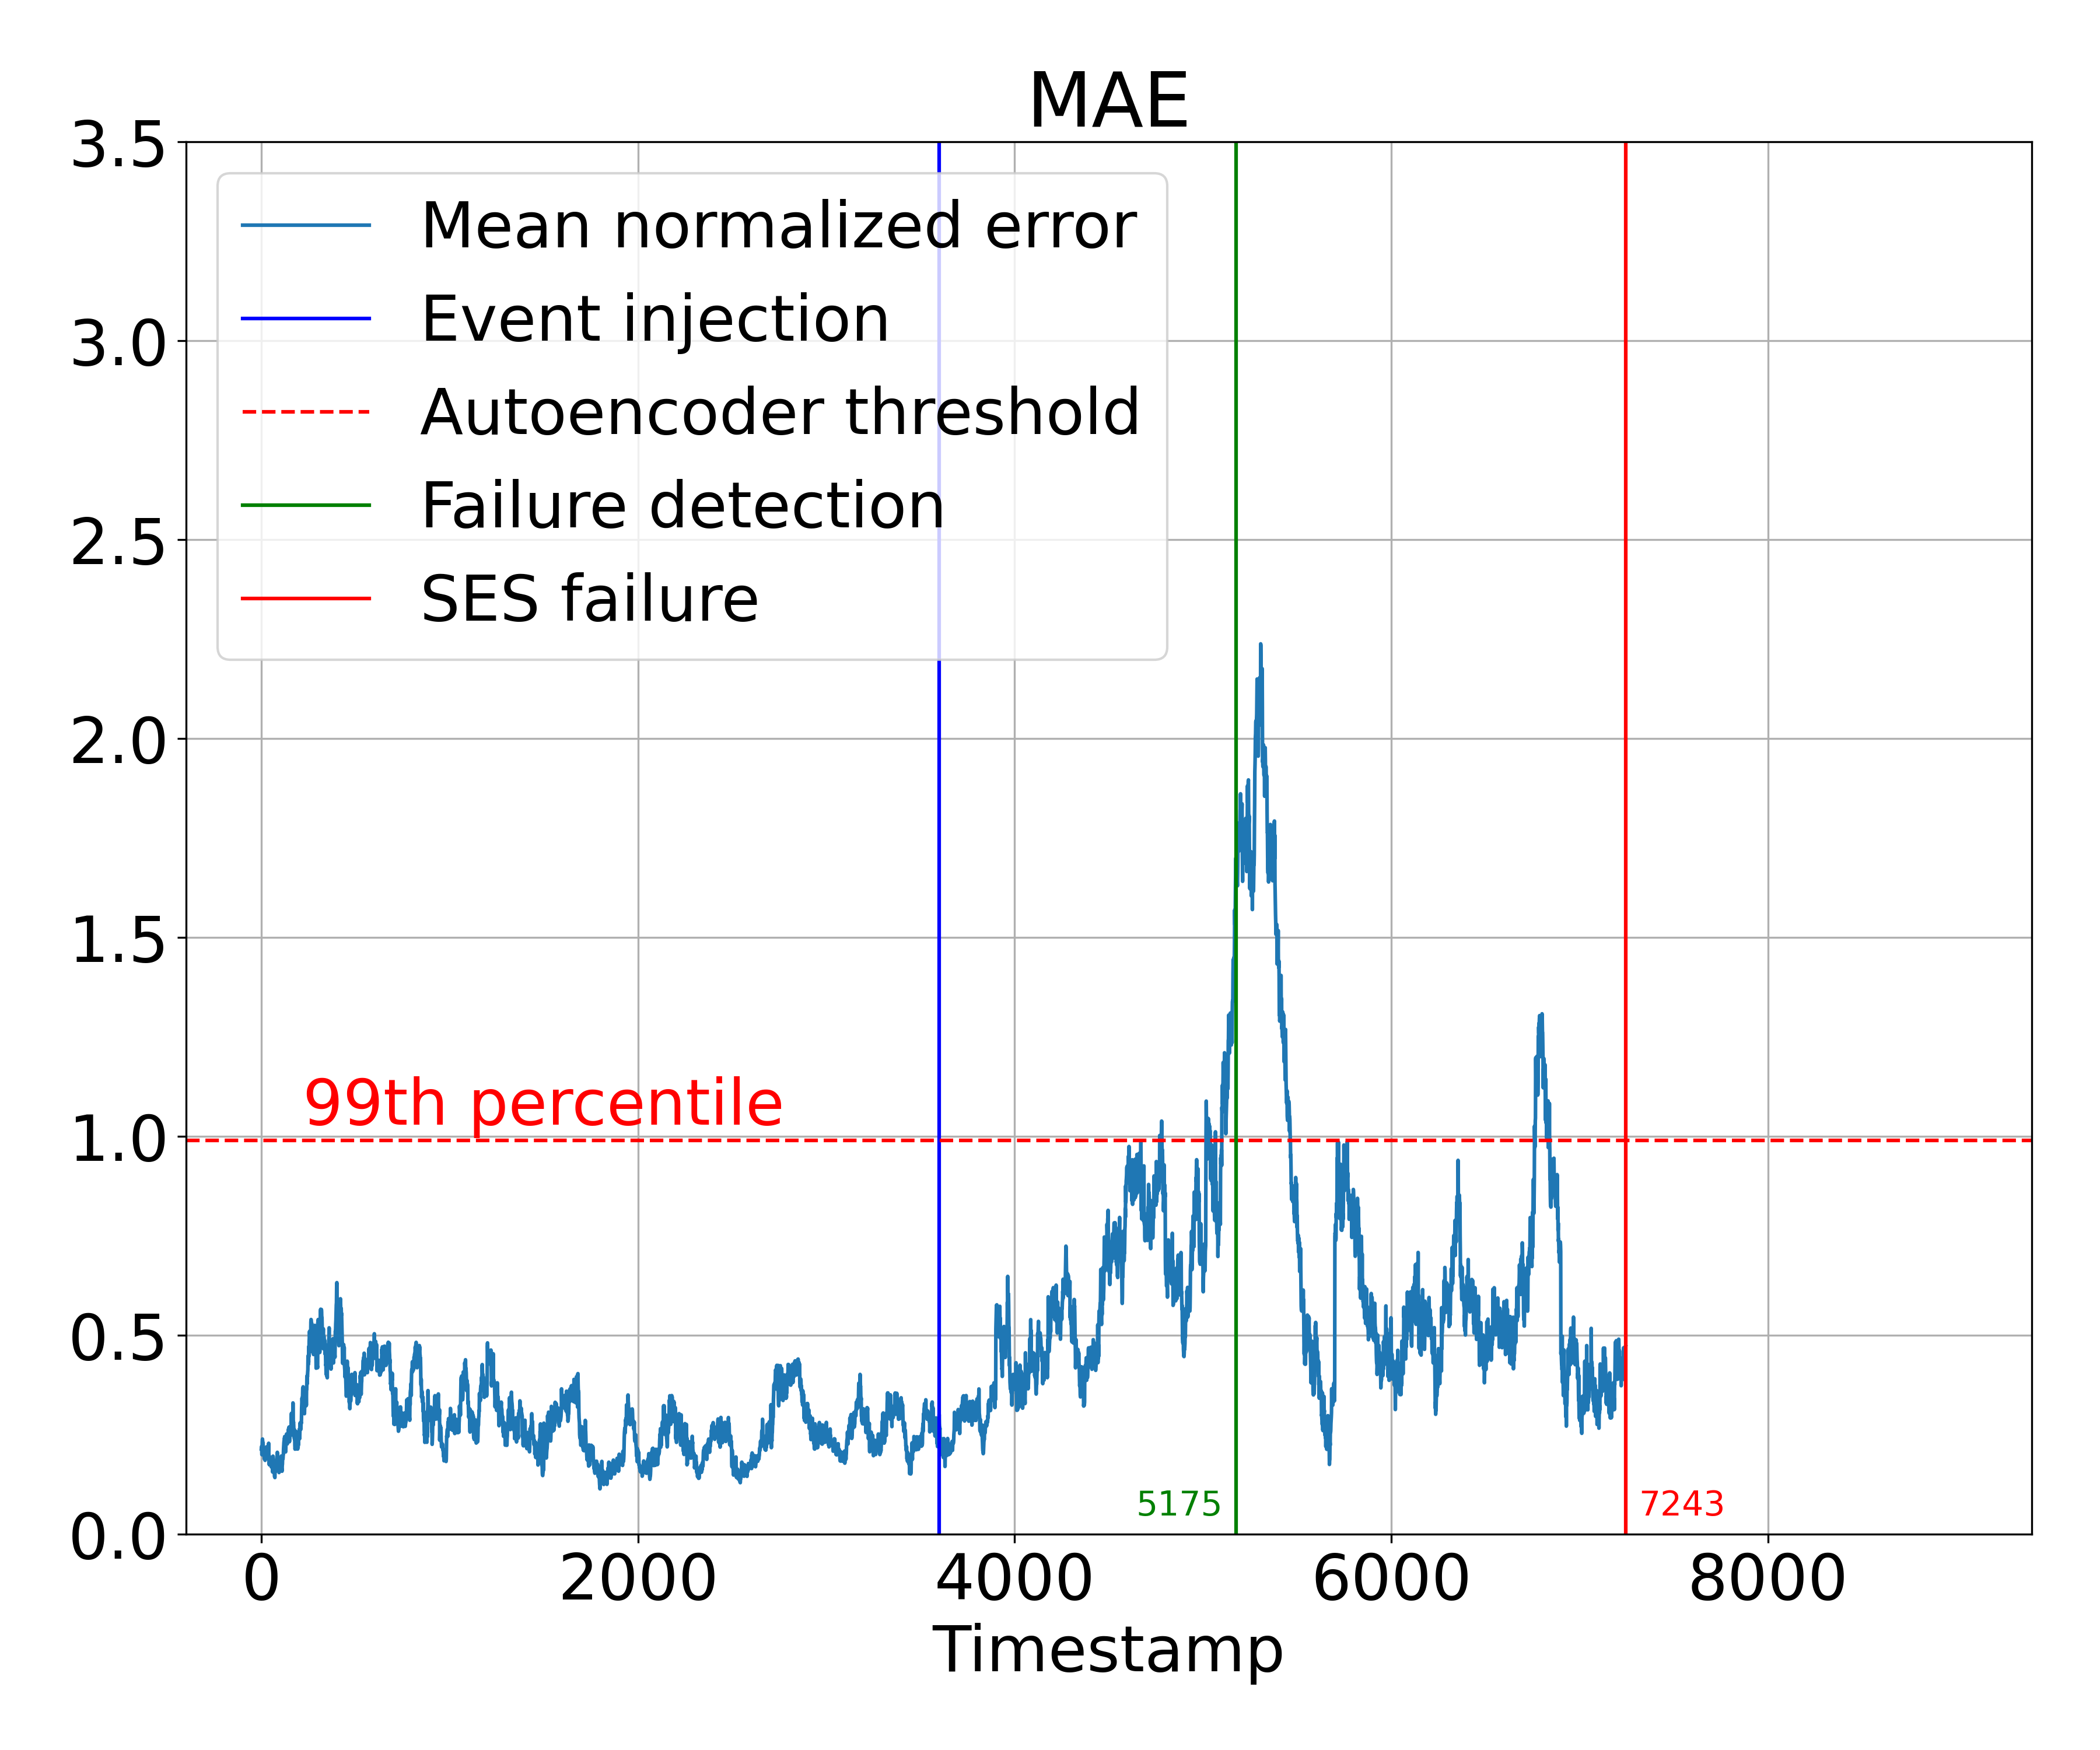 MAE
3.5
3.0
2.5
2.0
1.5
1.0
0.5
0.0
Mean normalized error
Event injection
Autoencoder threshold
Failure detection
SES failure
99th percentile
5175
7243
0 2000 4000 6000 8000
Timestamp